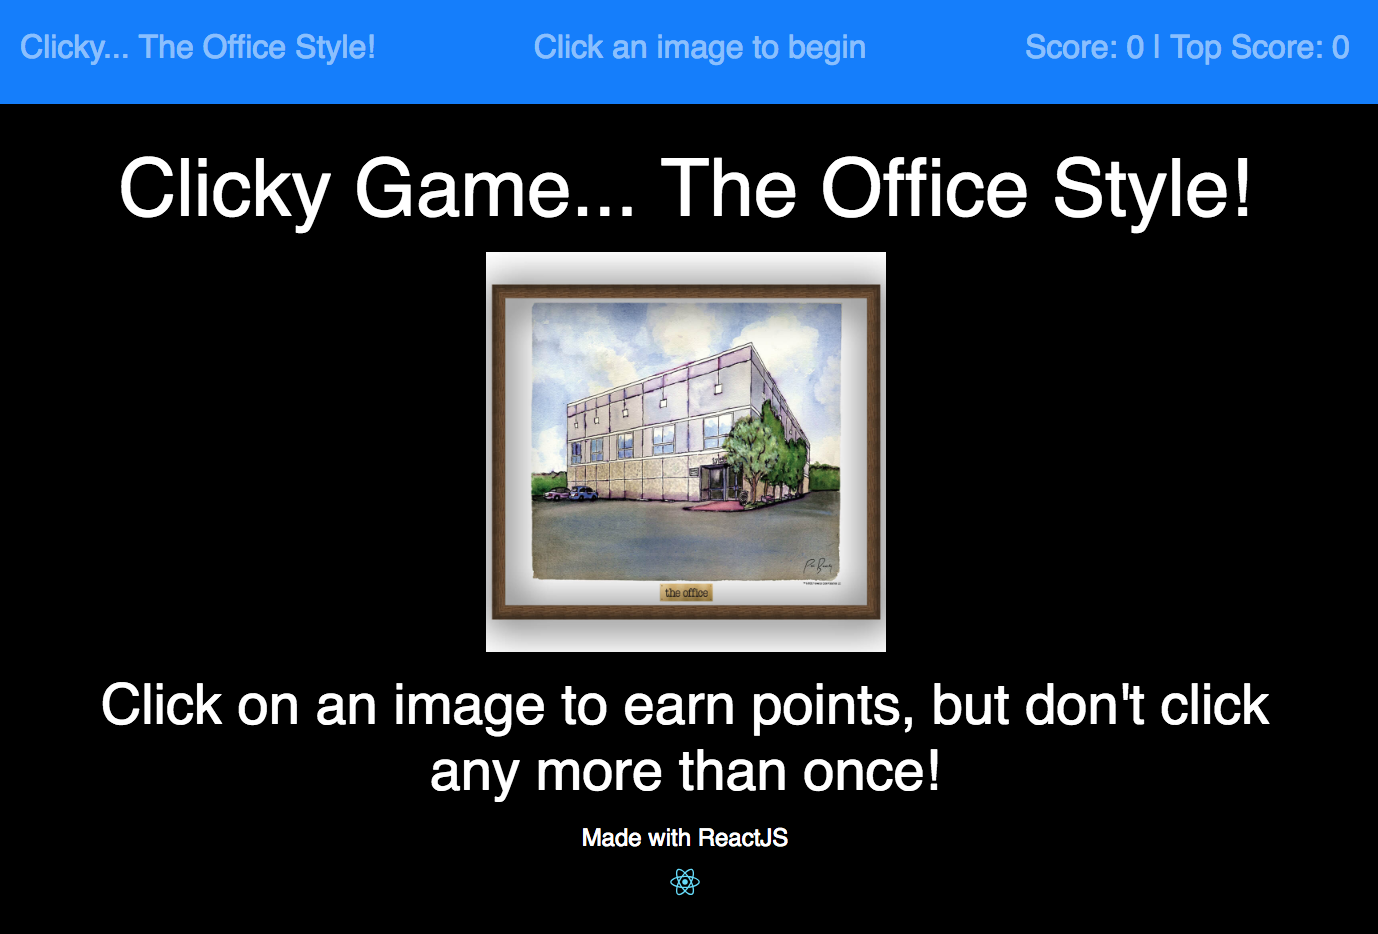 Clicky... The Office Style!
Click an image to begin
Score: 0 | Top Score: 0
Clicky Game... The Office Style!
the office
Click on an image to earn points, but don't click
any more than once!
Made with ReactJS